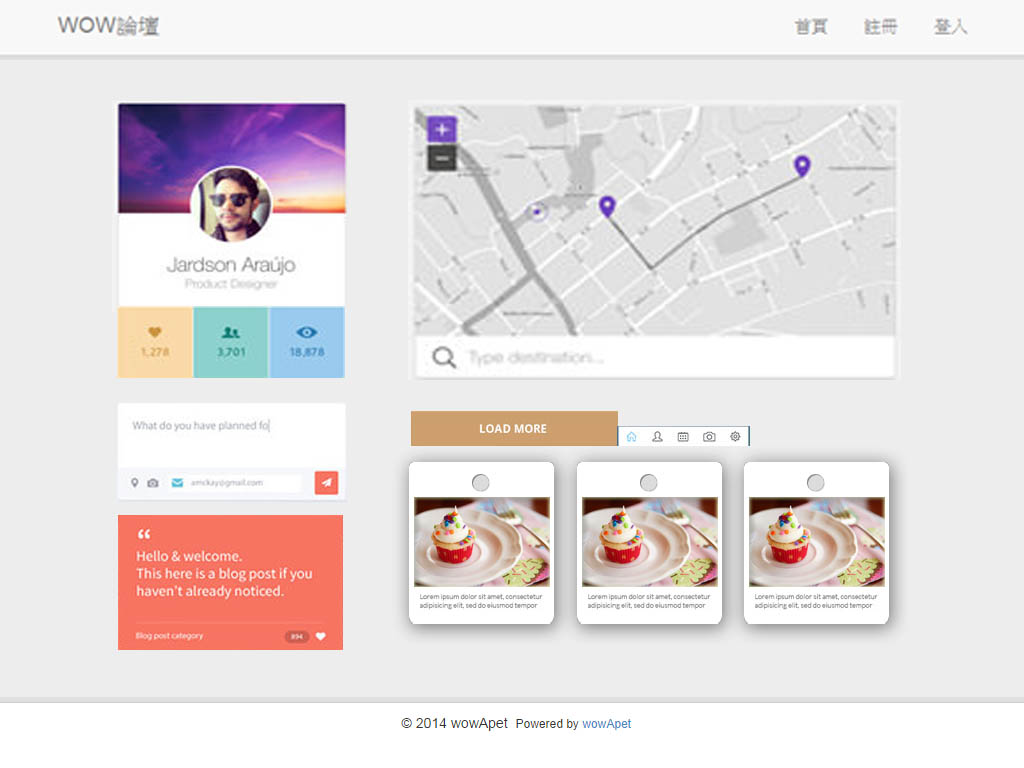 WOW論壇
首頁 註冊 登入
Jardson Araújo
Product Designer
1,278 3,701 18,878
Type destination...
What do you have planned fo
amckay@gmail.com
LOAD MORE
“
Hello & welcome.
This here is a blog post if you
haven't already noticed.
Blog post category 894
Lorem ipsum dolor sit amet, consectetur
adipisicing elit, sed do eiusmod tempor
Lorem ipsum dolor sit amet, consectetur
adipisicing elit, sed do eiusmod tempor
Lorem ipsum dolor sit amet, consectetur
adipisicing elit, sed do eiusmod tempor
© 2014 wowApet Powered by wowApet